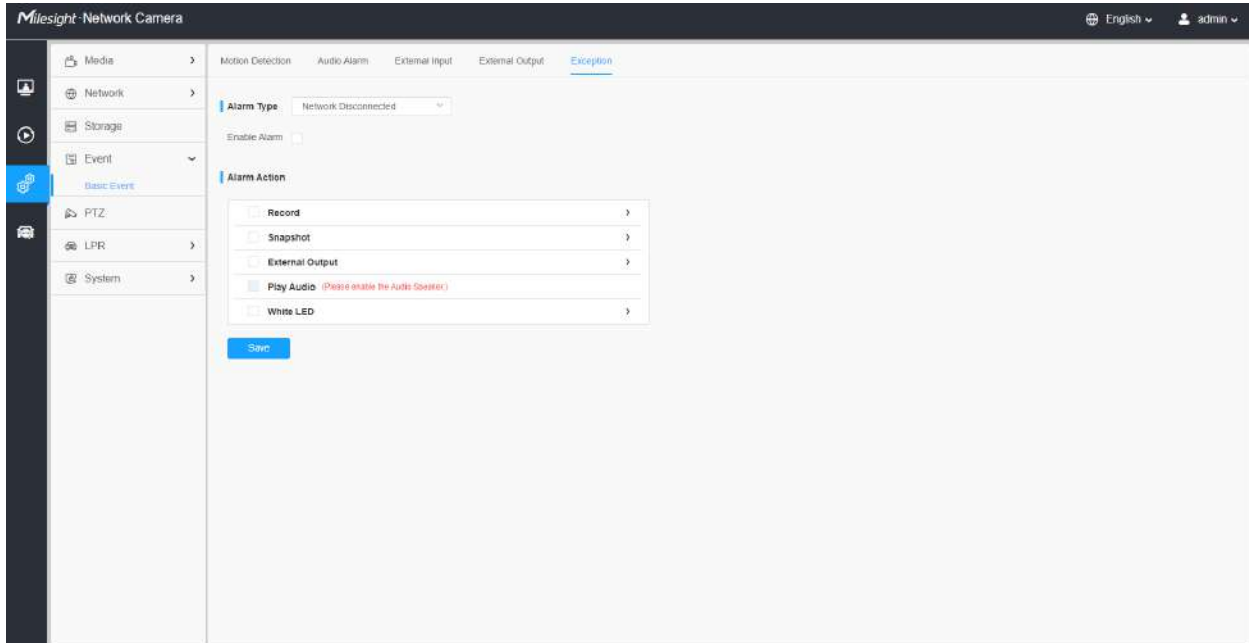 Milesight Network Camera
English
admin
Media
Network
Storage
Event
Basic Event
PTZ
LPR
System
Motion Detection
Audio Alarm
External Input
External Output
Exception
Alarm Type
Network Disconnected
Enable Alarm
Alarm Action
Record
Snapshot
External Output
Play Audio (Please enable the Audio Speaker.)
White LED
Save